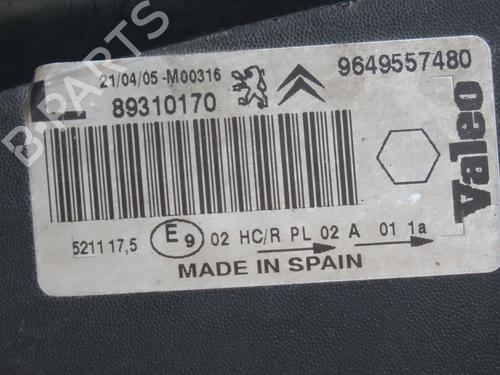 21/04/05-M00316
9649557480
L
89310170
Valeo
5211 17,5 E9 02 HC/R PL 02 A 01 1a
MADE IN SPAIN
B-PARTS